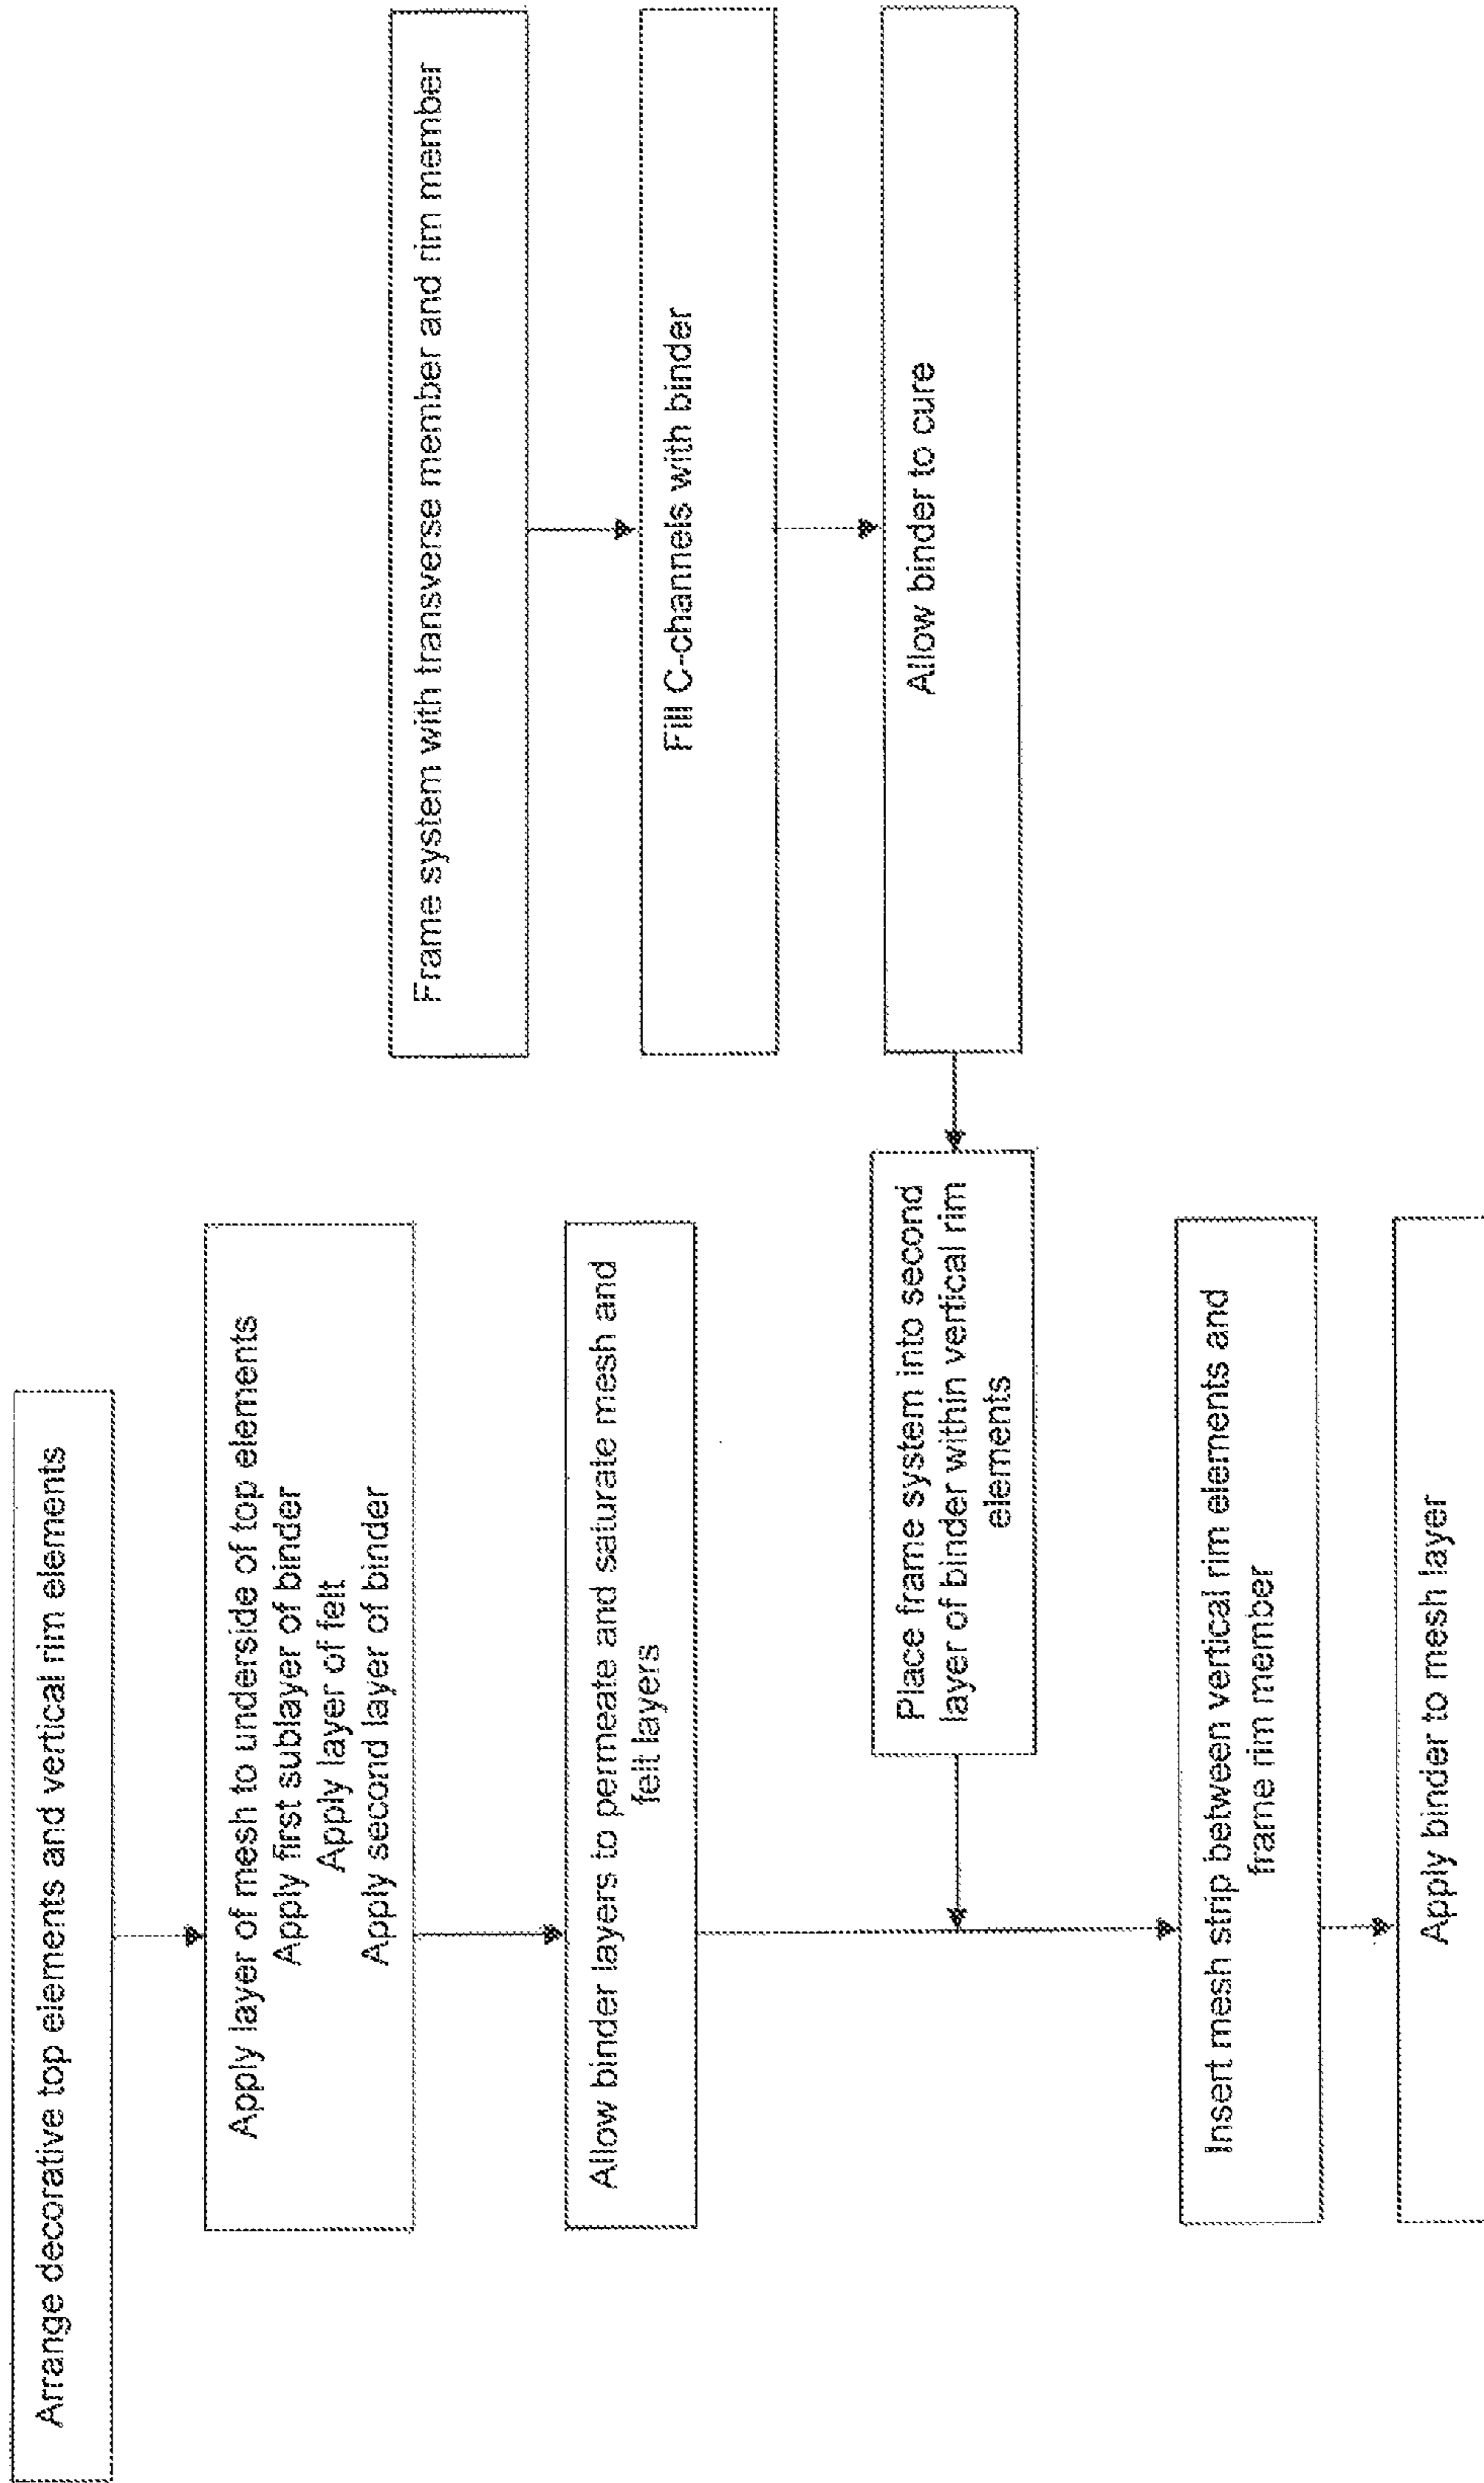 Arrange decorative top elements and vertical rim elements
Apply layer of mesh to underside of top elements
Apply first sublayer of binder
Apply layer of felt
Apply second layer of binder
Allow binder layers to permeate and saturate mesh and
felt layers
Frame system with transverse member and rim member
Fill C-channels with binder
Allow binder to cure
Place frame system into second
layer of binder within vertical rim
elements
Insert mesh strip between vertical rim elements and
frame rim member
Apply binder to mesh layer